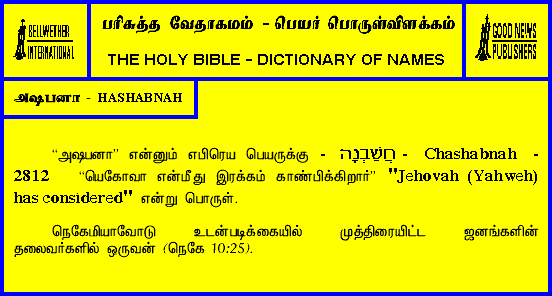 BELLWETHER
INTERNATIONAL
பரிசுத்த வேதாகமம் - பெயர் பொருள்விளக்கம்
THE HOLY BIBLE - DICTIONARY OF NAMES
GOOD NEWS
PUBLISHERS
அஷபனா - HASHABNAH
“அஷபனா” என்னும் எபிரெய பெயருக்கு - חֲשַׁבְנָה - Chashabnah -
2812 “யெகோவா என்மீது இரக்கம் காண்பிக்கிறார்” "Jehovah (Yahweh)
has considered" என்று பொருள்.
நெகேமியாவோடு உடன்படிக்கையில் முத்திரையிட்ட ஜனங்களின்
தலைவர்களில் ஒருவன் (நெகே 10:25).